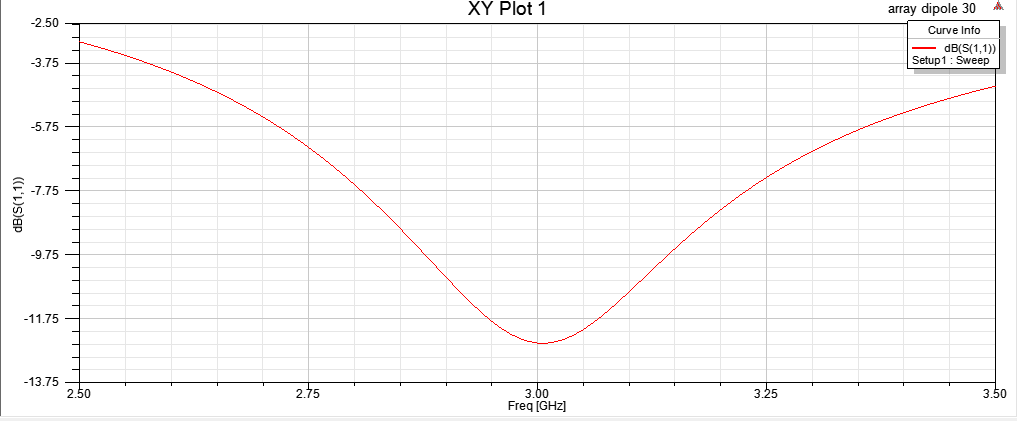 XY Plot 1
array dipole 30
Curve Info
dB(S(1,1))
Setup1 : Sweep
-2.50
-3.75
-5.75
-7.75
-9.75
-11.75
-13.75
dB(S(1,1))
2.50 2.75 3.00 3.25 3.50
Freq [GHz]